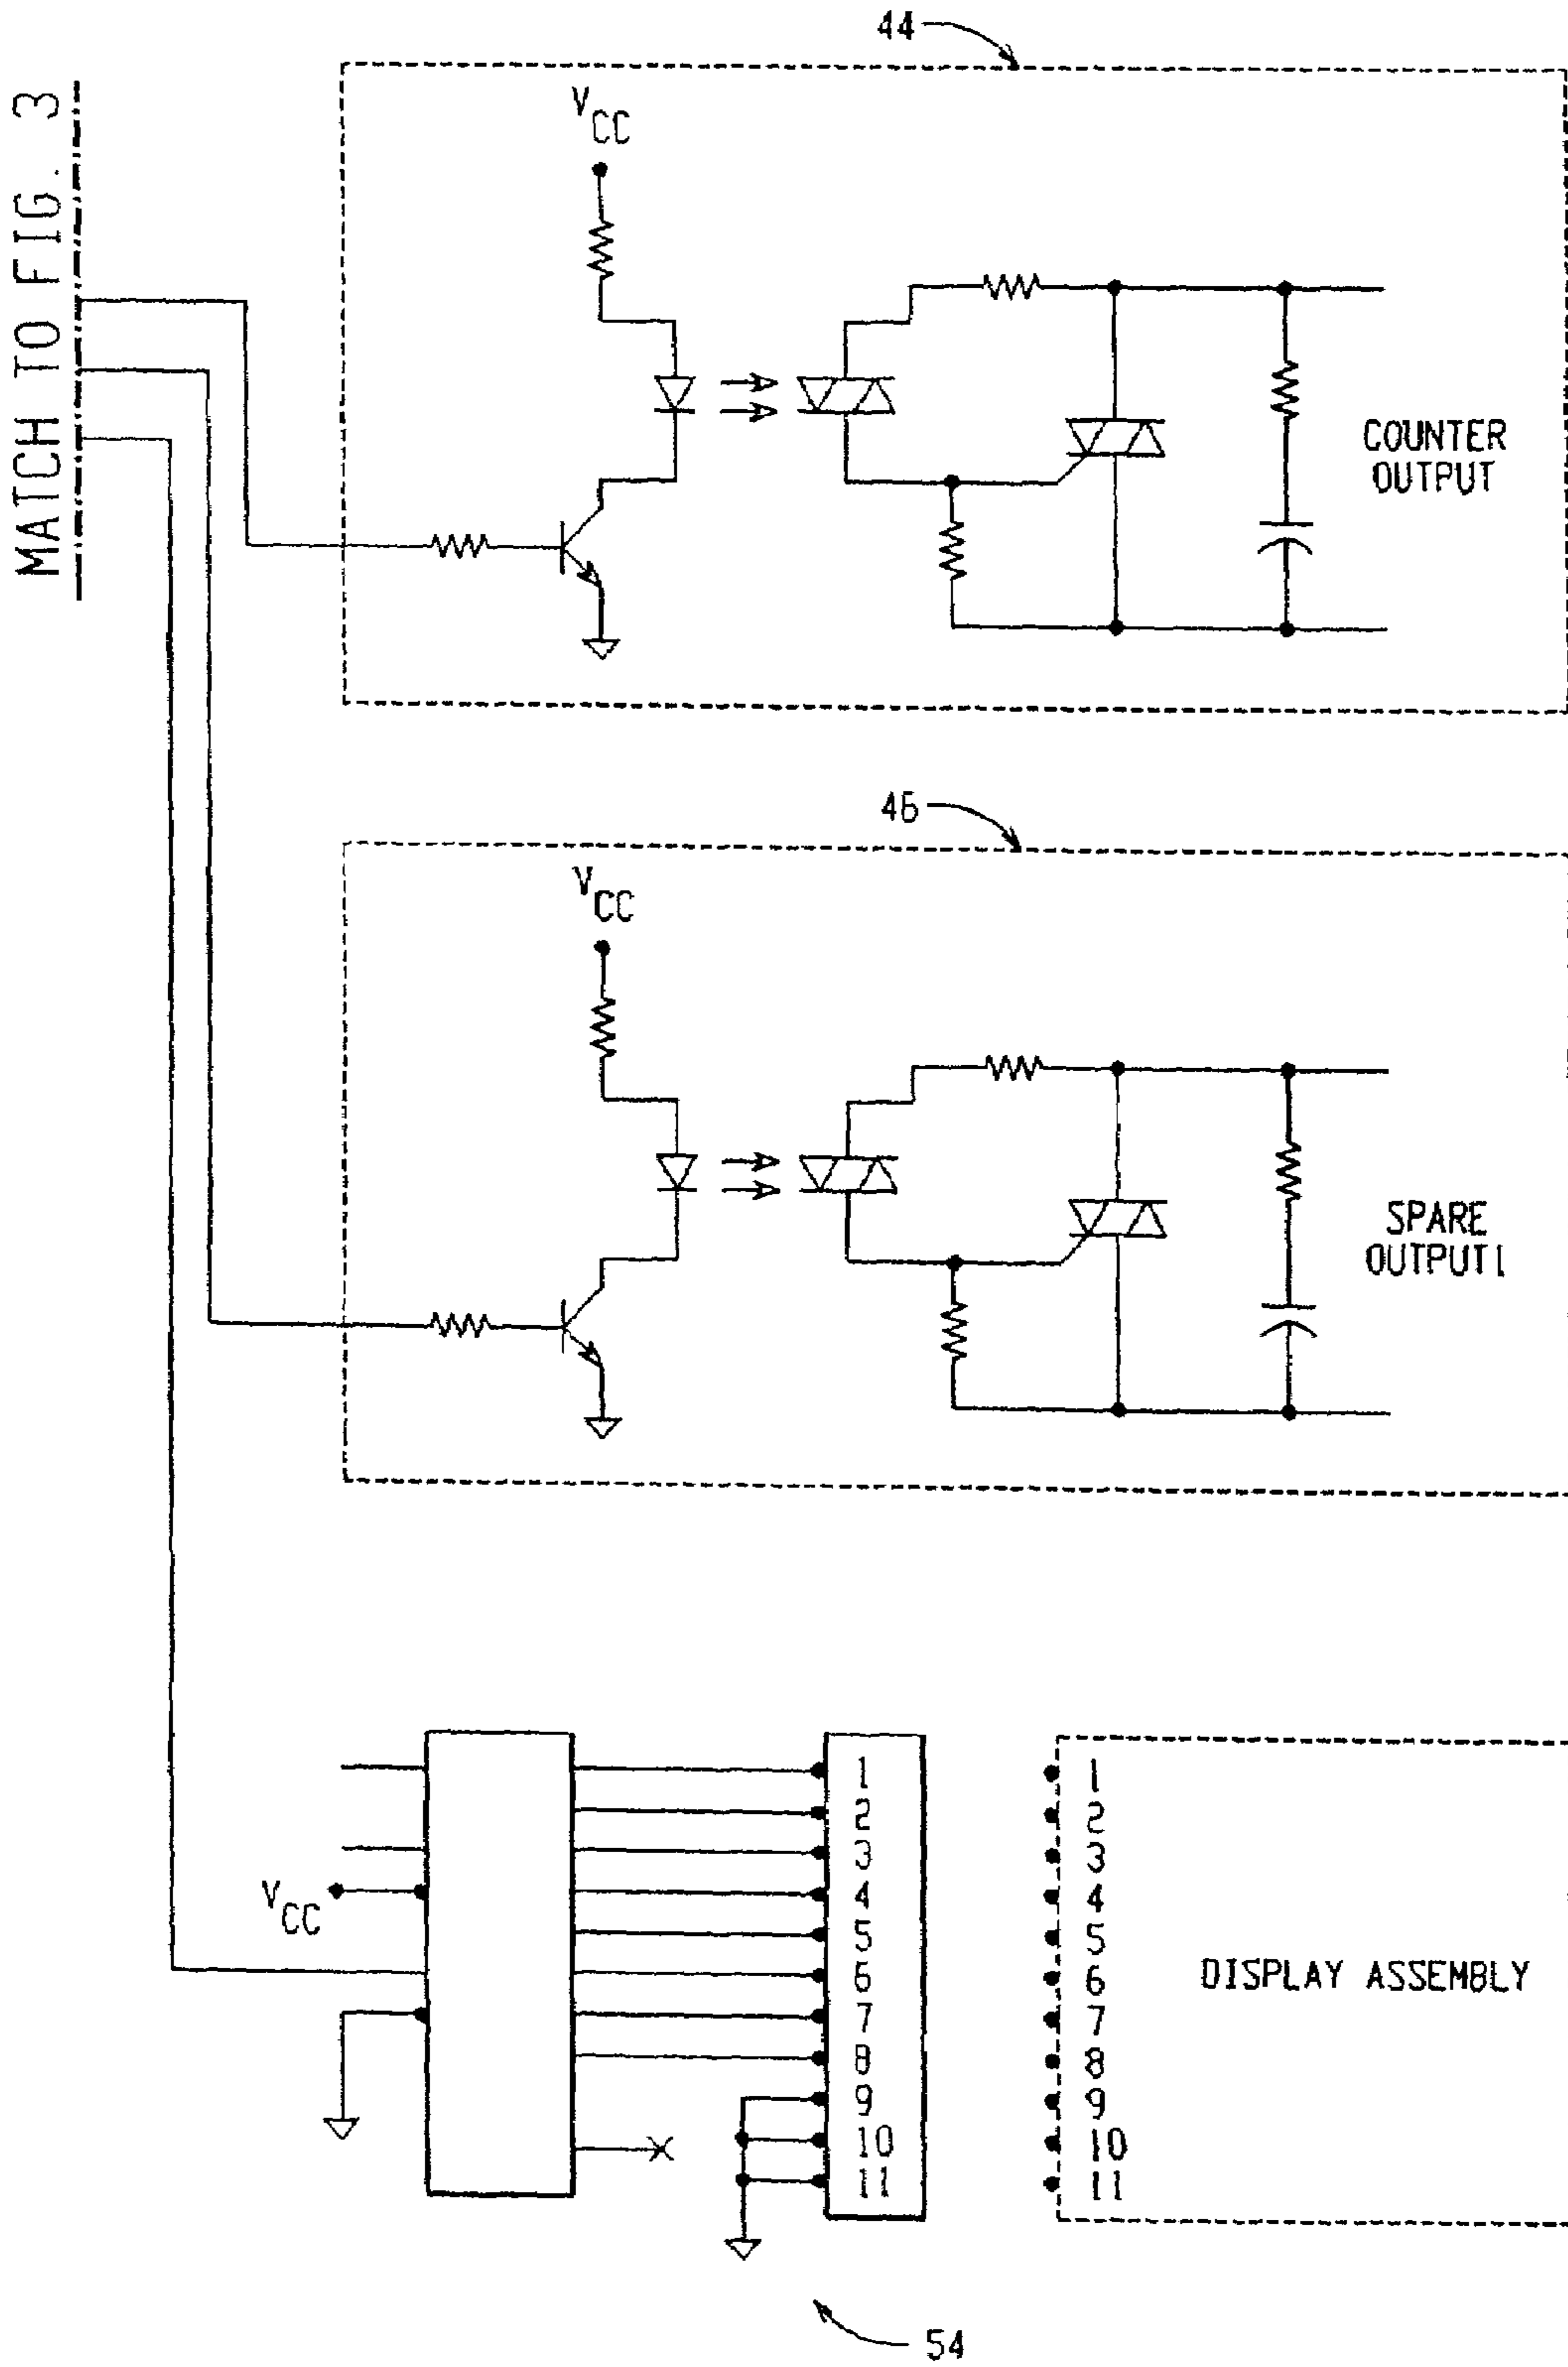 MATCH TO FIG. 3
44
VCC
COUNTER
OUTPUT
46
VCC
SPARE
OUTPUT1
VCC
1
2
3
4
5
6
7
8
9
10
11
1
2
3
4
5
6
7
8
9
10
11
DISPLAY ASSEMBLY
54